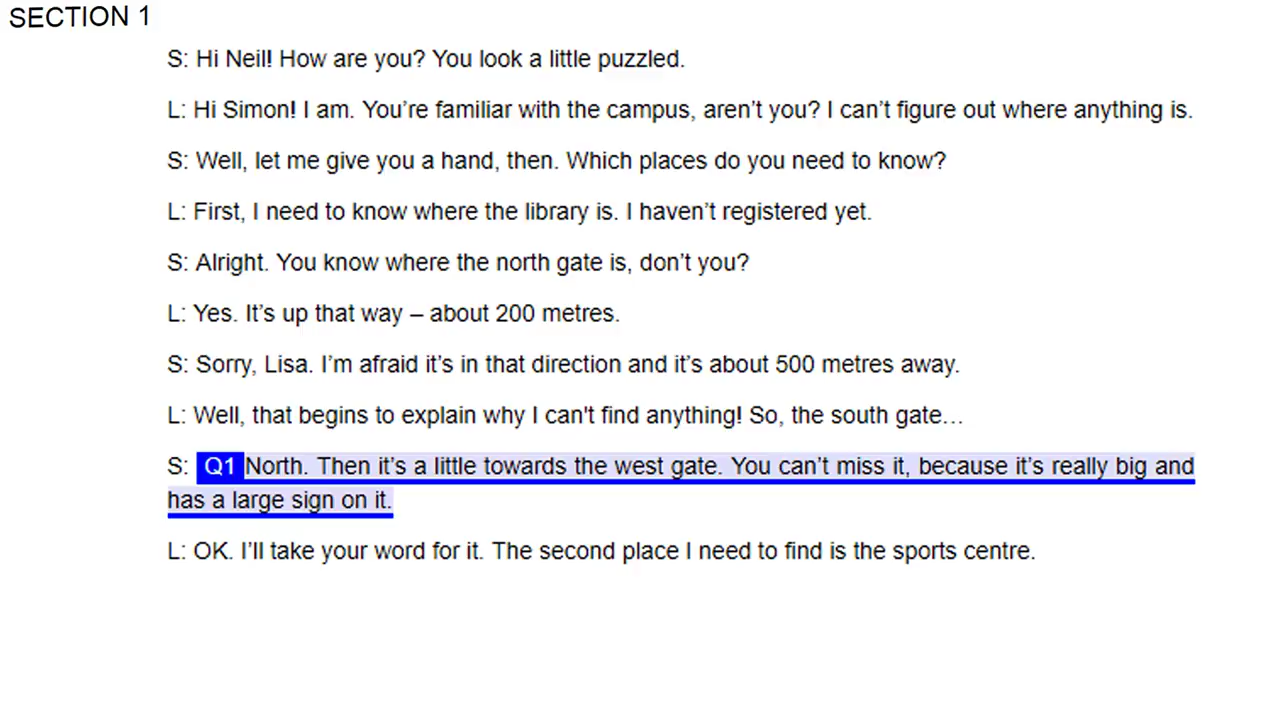 SECTION 1
S: Hi Neil! How are you? You look a little puzzled.
L: Hi Simon! I am. You’re familiar with the campus, aren’t you? I can’t figure out where anything is.
S: Well, let me give you a hand, then. Which places do you need to know?
L: First, I need to know where the library is. I haven’t registered yet.
S: Alright. You know where the north gate is, don’t you?
L: Yes. It’s up that way – about 200 metres.
S: Sorry, Lisa. I’m afraid it’s in that direction and it’s about 500 metres away.
L: Well, that begins to explain why I can't find anything! So, the south gate…
S: Q1 North. Then it’s a little towards the west gate. You can’t miss it, because it’s really big and
has a large sign on it.
L: OK. I’ll take your word for it. The second place I need to find is the sports centre.